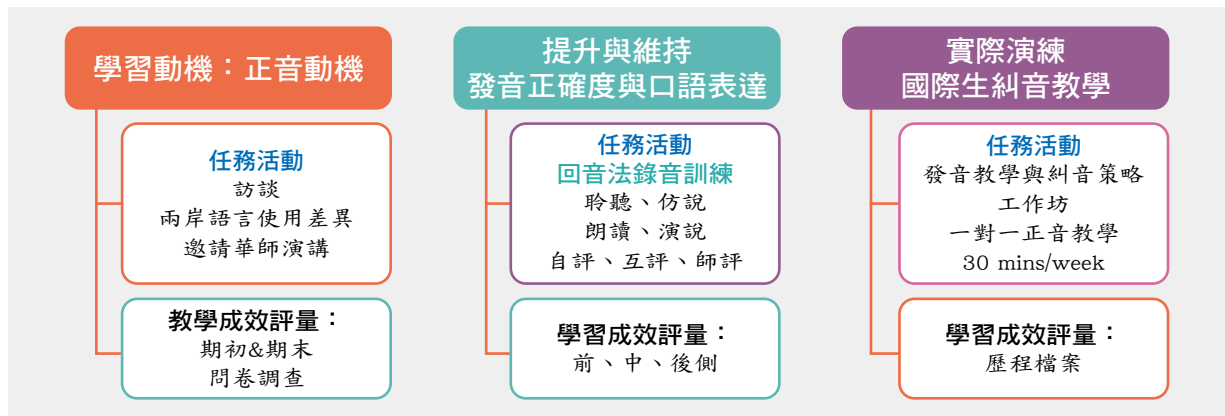 學習動機：正音動機
任務活動
訪談
兩岸語言使用差異
邀請華師演講
教學成效評量：
期初&期末
問卷調查
提升與維持
發音正確度與口語表達
任務活動
回音法錄音訓練
聆聽、仿說
朗讀、演說
自評、互評、師評
學習成效評量：
前、中、後側
實際演練
國際生糾音教學
任務活動
發音教學與糾音策略
工作坊
一對一正音教學
30 mins/week
學習成效評量：
歷程檔案